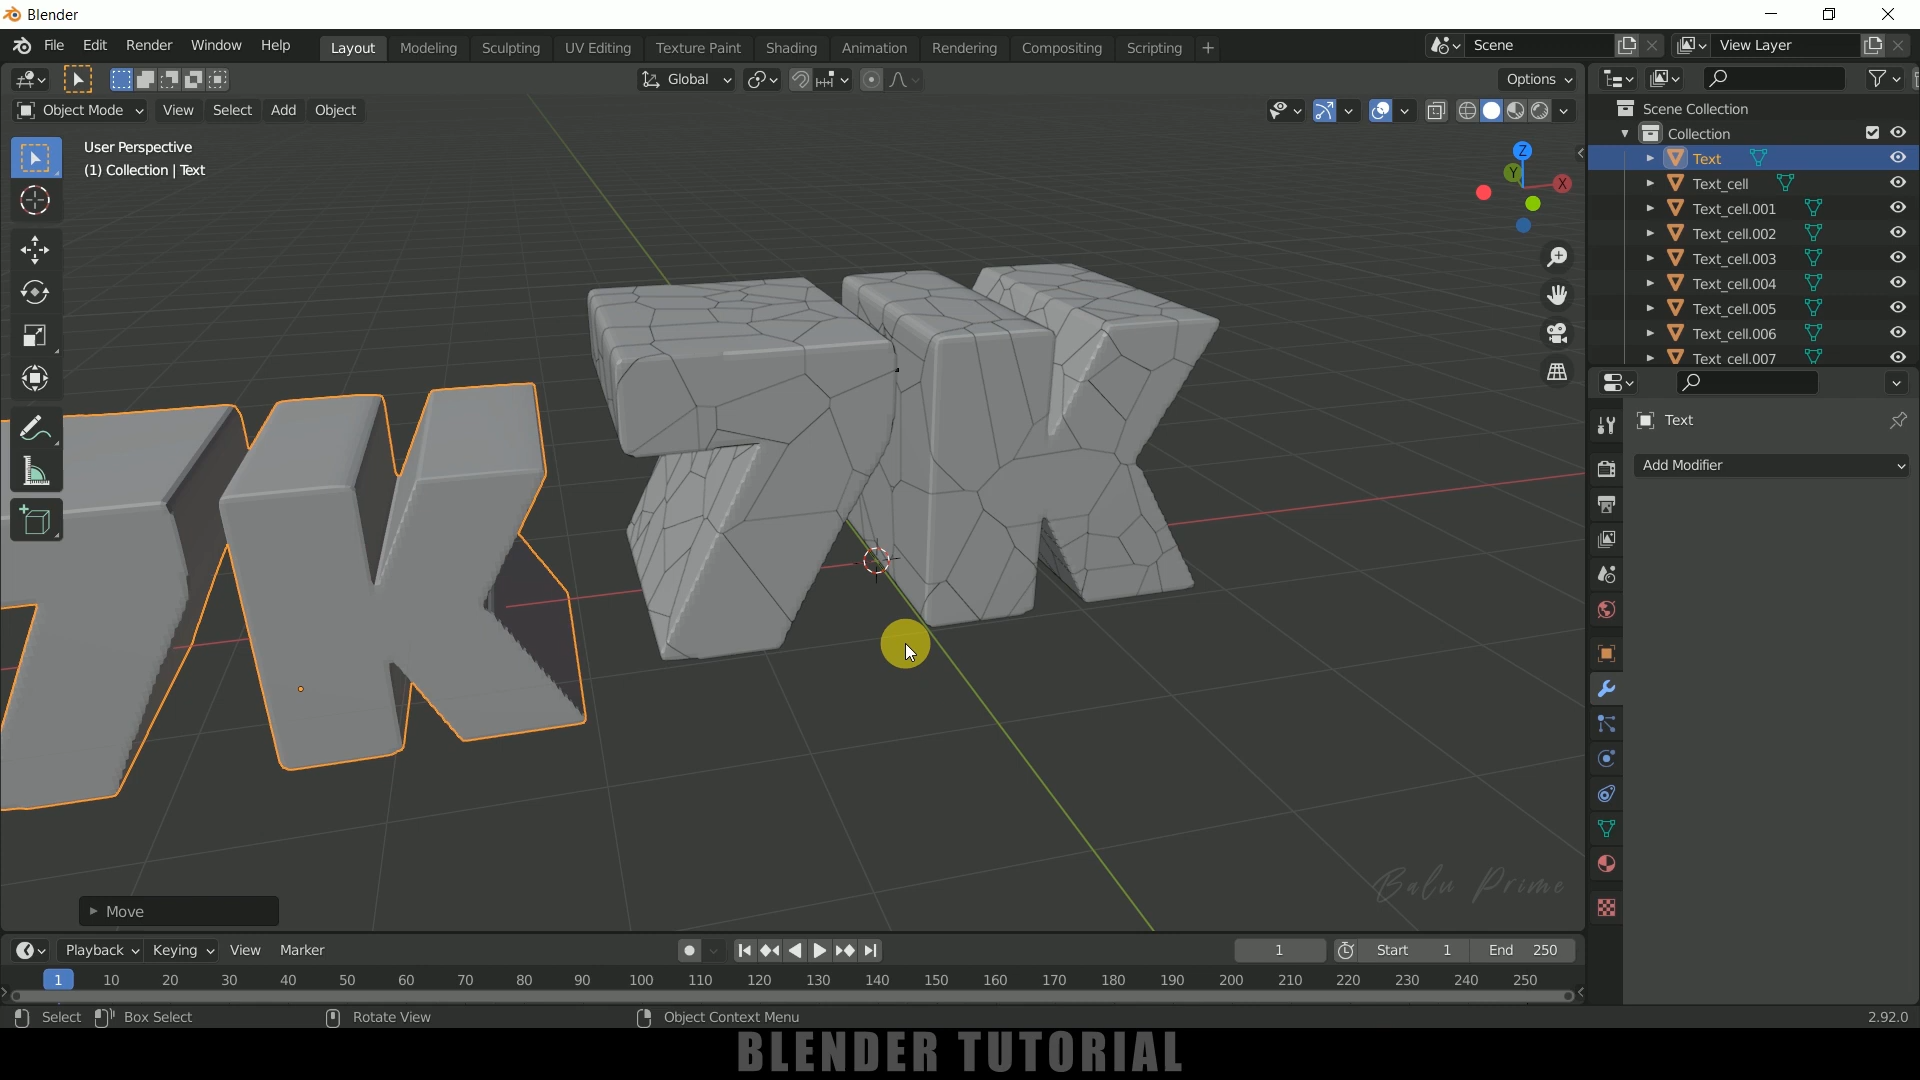 Blender
File Edit Render Window Help
Layout Modeling Sculpting UV Editing Texture Paint Shading Animation Rendering Compositing Scripting +
Scene
View Layer
Global
Options
Object Mode View Select Add Object
User Perspective
(1) Collection | Text
Z
Y
X
7K
7K
Scene Collection
Collection
Text
Text_cell
Text_cell.001
Text_cell.002
Text_cell.003
Text_cell.004
Text_cell.005
Text_cell.006
Text_cell.007
Text
Add Modifier
Balu Prime
Move
Playback Keying View Marker
1
Start 1
End 250
1 10 20 30 40 50 60 70 80 90 100 110 120 130 140 150 160 170 180 190 200 210 220 230 240 250
Select Box Select Rotate View Object Context Menu
2.92.0
BLENDER TUTORIAL